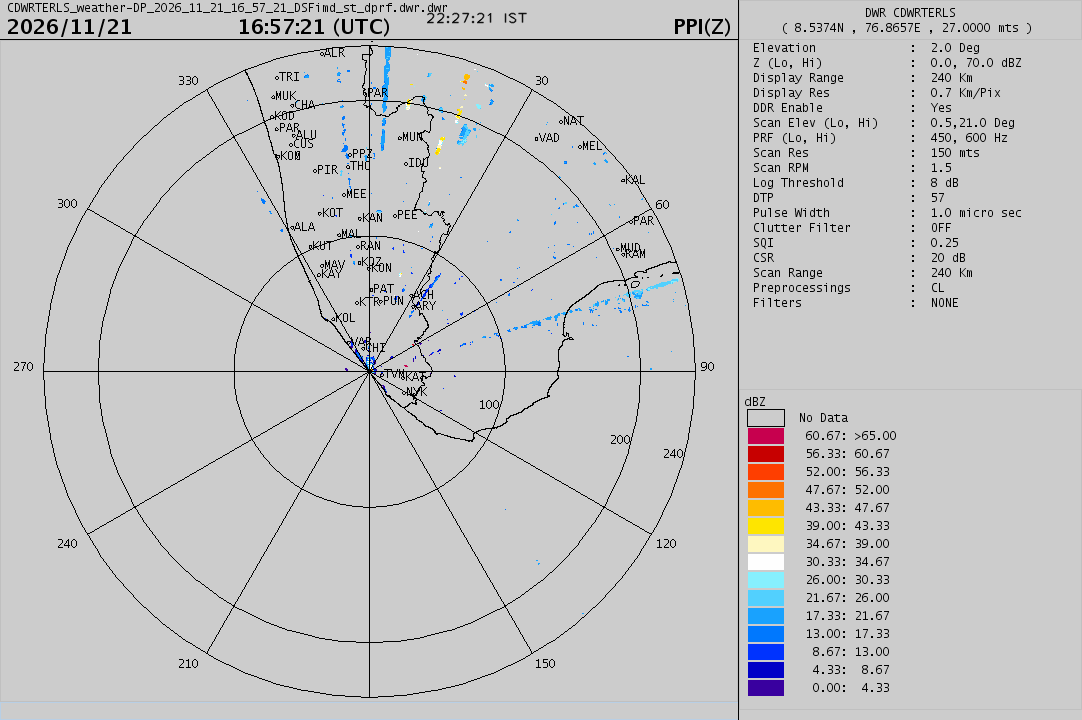 CDWRTERLS_weather-DP_2026_11_21_16_57_21_DSFimd_st_dprf.dwr.dwr
2026/11/21 16:57:21 (UTC) 22:27:21 IST PPI(Z)
DWR CDWRTERLS
( 8.5374N , 76.8657E , 27.0000 mts )
Elevation : 2.0 Deg
Z (Lo, Hi) : 0.0, 70.0 dBZ
Display Range : 240 Km
Display Res : 0.7 Km/Pix
DDR Enable : Yes
Scan Elev (Lo, Hi) : 0.5,21.0 Deg
PRF (Lo, Hi) : 450, 600 Hz
Scan Res : 150 mts
Scan RPM : 1.5
Log Threshold : 8 dB
DTP : 57
Pulse Width : 1.0 micro sec
Clutter Filter : OFF
SQI : 0.25
CSR : 20 dB
Scan Range : 240 Km
Preprocessings : CL
Filters : NONE
dBZ
No Data
60.67: >65.00
56.33: 60.67
52.00: 56.33
47.67: 52.00
43.33: 47.67
39.00: 43.33
34.67: 39.00
30.33: 34.67
26.00: 30.33
21.67: 26.00
17.33: 21.67
13.00: 17.33
8.67: 13.00
4.33: 8.67
0.00: 4.33
ALR
330 TRI 30
MUK PAR
CHA
KOD NAT
PAR
ALU MUN VAD
CUS MEL
PPZ
THO IDU
PIR
KAL
MEE
300 60
KOT KAN PEE
PAR
ALA
MAL
KUT RAN MUD
RAM
KOZ
MAV KON
KAY
PAT
ACH
KTR PUN
ARY
KOL
VAR
CHI
270 90
TVM KAT
NYK
100
200
240
240 120
210 150